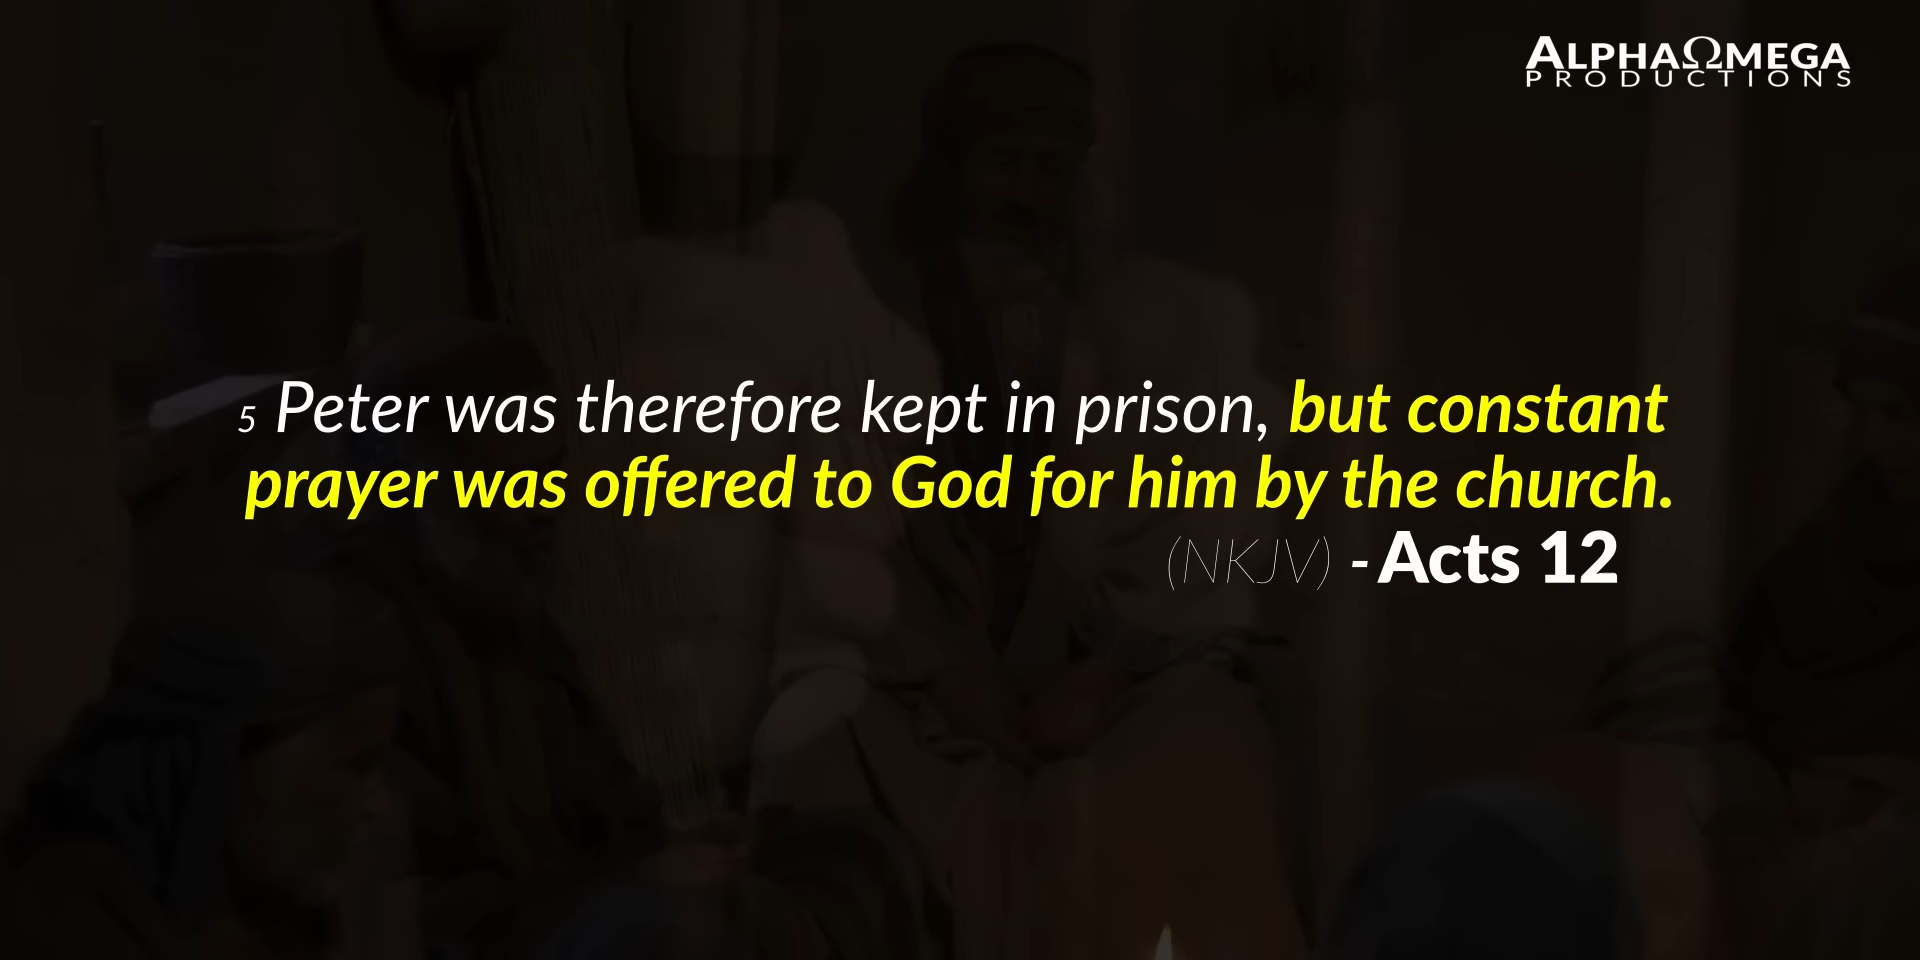 ALPHAΩMEGA
PRODUCTIONS
5 Peter was therefore kept in prison, but constant
prayer was offered to God for him by the church.
(NKJV) - Acts 12